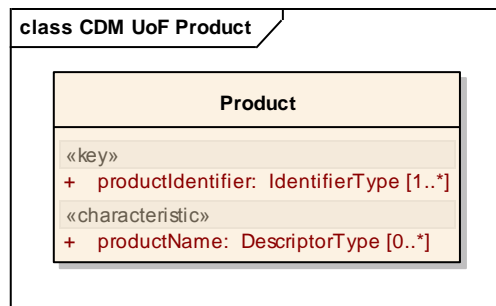 class CDM UoF Product
Product
«key»
+ productIdentifier: IdentifierType [1..*]
«characteristic»
+ productName: DescriptorType [0..*]